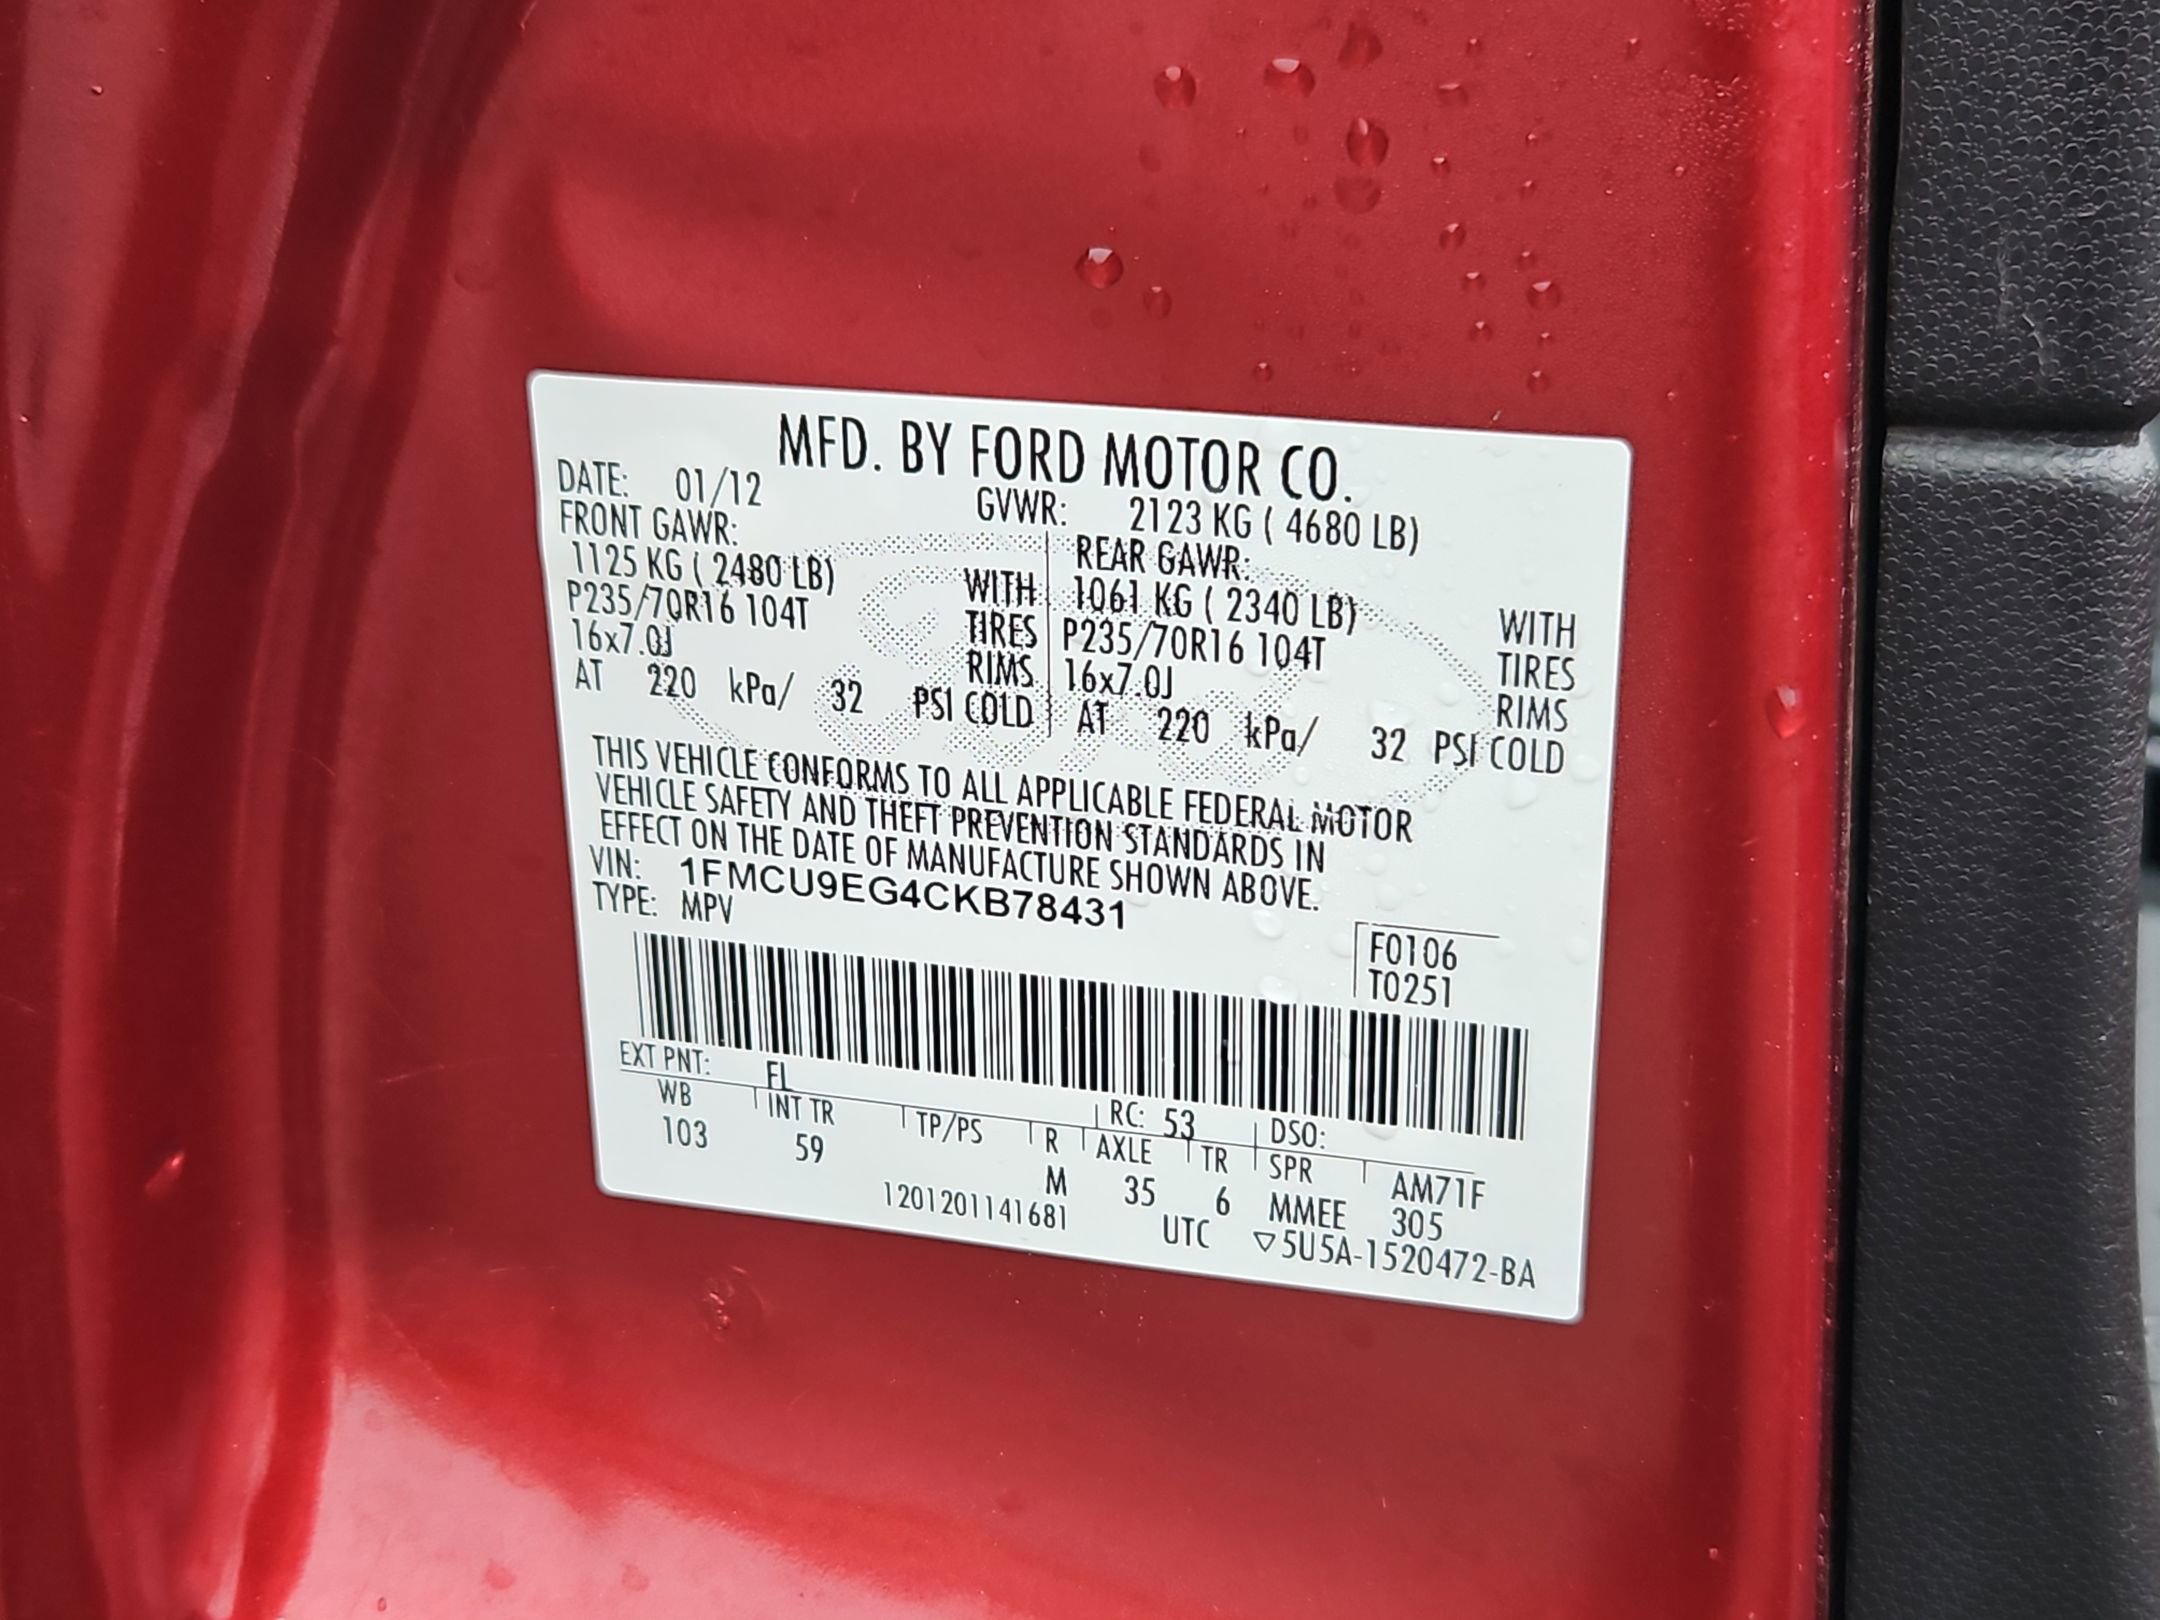 MFD. BY FORD MOTOR CO.
DATE: 01/12 GVWR: 2123 KG ( 4680 LB)
FRONT GAWR: REAR GAWR:
1125 KG ( 2480 LB) WITH 1061 KG ( 2340 LB) WITH
P235/70R16 104T TIRES P235/70R16 104T TIRES
16x7.0J RIMS 16x7.0J RIMS
AT 220 kPa/ 32 PSI COLD AT 220 kPa/ 32 PSI COLD
THIS VEHICLE CONFORMS TO ALL APPLICABLE FEDERAL MOTOR
VEHICLE SAFETY AND THEFT PREVENTION STANDARDS IN
EFFECT ON THE DATE OF MANUFACTURE SHOWN ABOVE.
VIN: 1FMCU9EG4CKB78431
TYPE: MPV
F0106
T0251
EXT PNT: FL RC: 53 DSO:
WB INT TR TP/PS R AXLE TR SPR AM71F
103 59 M 35 6 MMEE 305
1201201141681 UTC ▽5U5A-1520472-BA
Ford